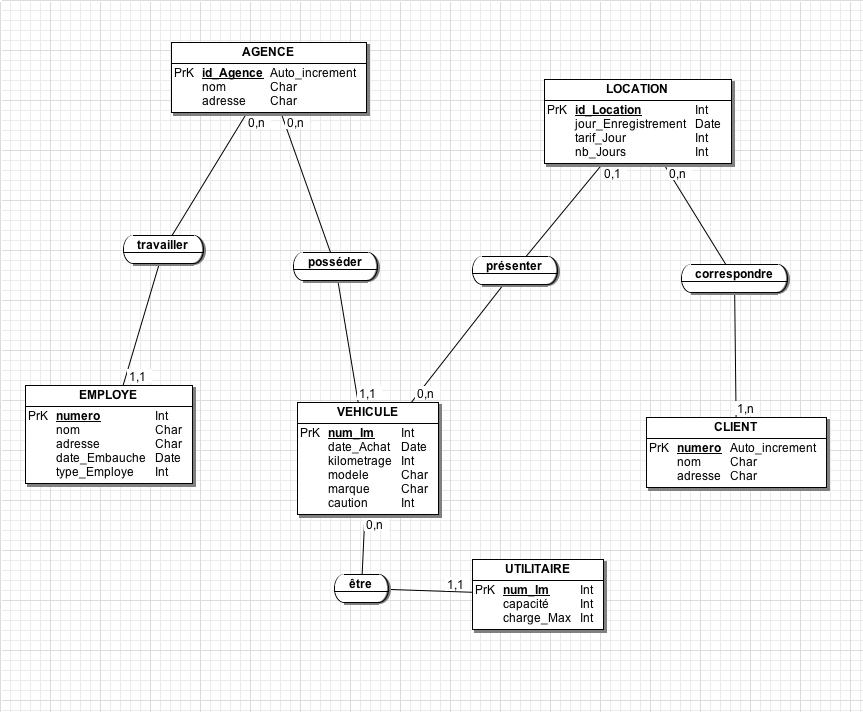 AGENCE
PrK id_Agence Auto_increment
nom Char
adresse Char
0,n 0,n
LOCATION
PrK id_Location Int
jour_Enregistrement Date
tarif_Jour Int
nb_Jours Int
0,1 0,n
travailler
posséder
présenter
correspondre
1,1
EMPLOYE
PrK numero Int
nom Char
adresse Char
date_Embauche Date
type_Employe Int
1,1 0,n
VEHICULE
PrK num_Im Int
date_Achat Date
kilometrage Int
modele Char
marque Char
caution Int
1,n
CLIENT
PrK numero Auto_increment
nom Char
adresse Char
0,n
être
1,1
UTILITAIRE
PrK num_Im Int
capacité Int
charge_Max Int